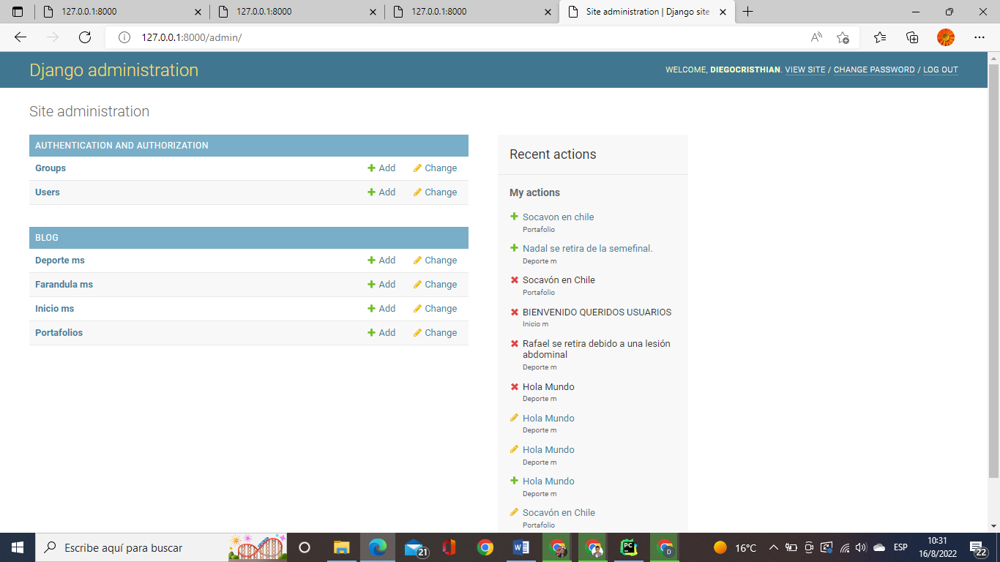 127.0.0.1:8000
127.0.0.1:8000
127.0.0.1:8000
Site administration | Django site
127.0.0.1:8000/admin/
Django administration
WELCOME, DIEGOCRISTHIAN. VIEW SITE / CHANGE PASSWORD / LOG OUT
Site administration
AUTHENTICATION AND AUTHORIZATION
Groups Add Change
Users Add Change
BLOG
Deporte ms Add Change
Farandula ms Add Change
Inicio ms Add Change
Portafolios Add Change
Recent actions
My actions
Socavon en chile
Portafolio
Nadal se retira de la semefinal.
Deporte m
Socavón en Chile
Portafolio
BIENVENIDO QUERIDOS USUARIOS
Inicio m
Rafael se retira debido a una lesión
abdominal
Deporte m
Hola Mundo
Deporte m
Hola Mundo
Deporte m
Hola Mundo
Deporte m
Hola Mundo
Deporte m
Socavón en Chile
Portafolio
Escribe aquí para buscar
21
W
PC
D
16°C
ESP
10:31
16/8/2022
22